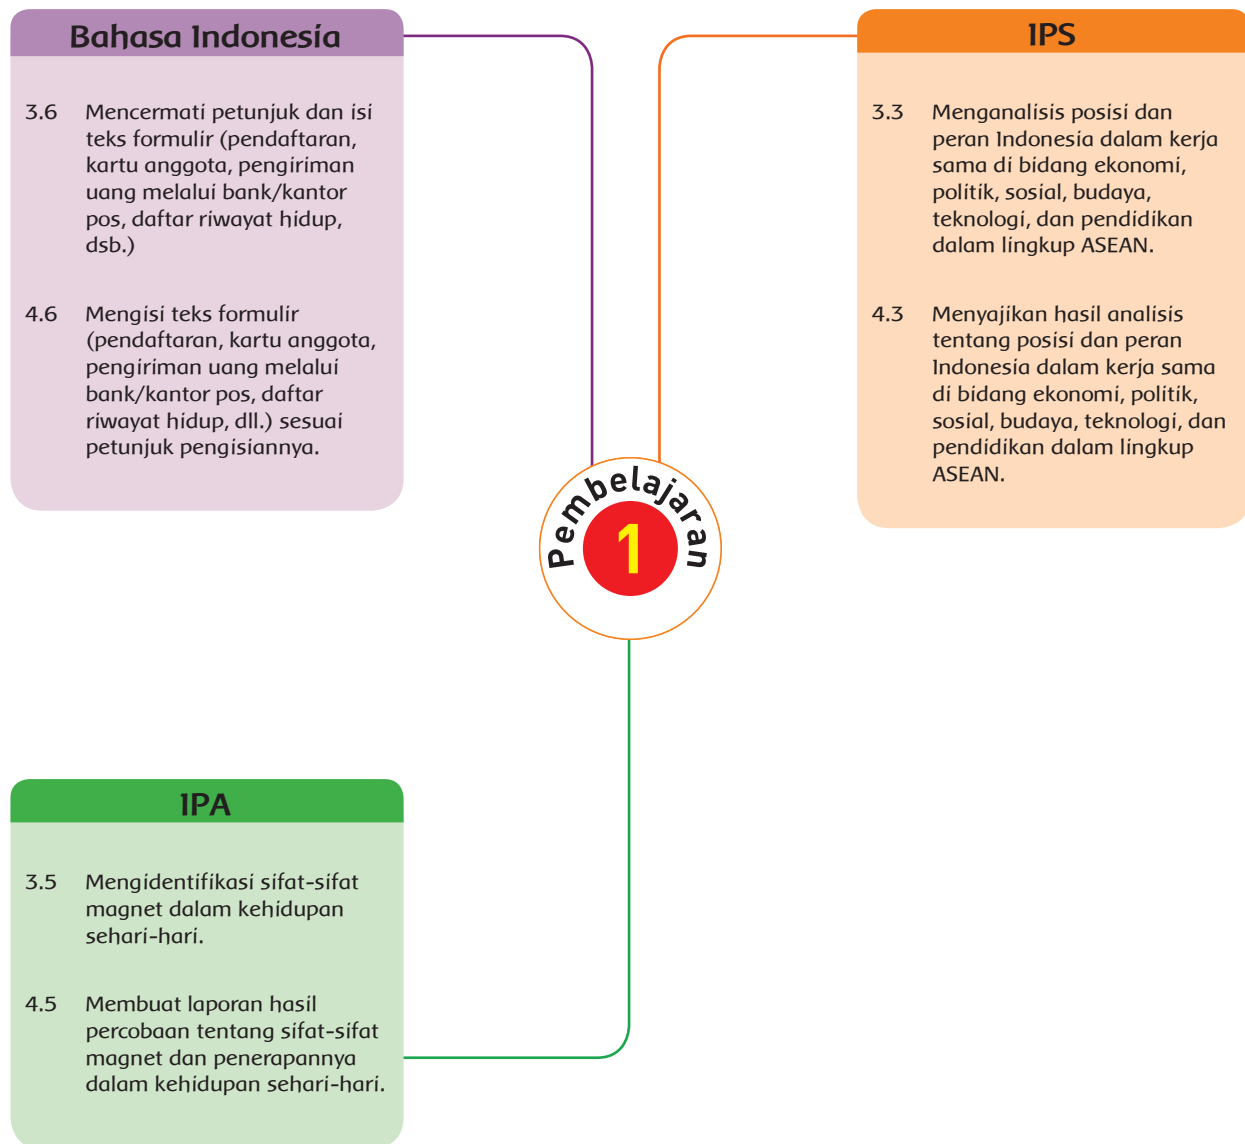 Bahasa Indonesia
3.6 Mencermati petunjuk dan isi
teks formulir (pendaftaran,
kartu anggota, pengiriman
uang melalui bank/kantor
pos, daftar riwayat hidup,
dsb.)
4.6 Mengisi teks formulir
(pendaftaran, kartu anggota,
pengiriman uang melalui
bank/kantor pos, daftar
riwayat hidup, dll.) sesuai
petunjuk pengisiannya.
IPS
3.3 Menganalisis posisi dan
peran Indonesia dalam kerja
sama di bidang ekonomi,
politik, sosial, budaya,
teknologi, dan pendidikan
dalam lingkup ASEAN.
4.3 Menyajikan hasil analisis
tentang posisi dan peran
Indonesia dalam kerja sama
di bidang ekonomi, politik,
sosial, budaya, teknologi, dan
pendidikan dalam lingkup
ASEAN.
Pembelajaran
1
IPA
3.5 Mengidentifikasi sifat-sifat
magnet dalam kehidupan
sehari-hari.
4.5 Membuat laporan hasil
percobaan tentang sifat-sifat
magnet dan penerapannya
dalam kehidupan sehari-hari.